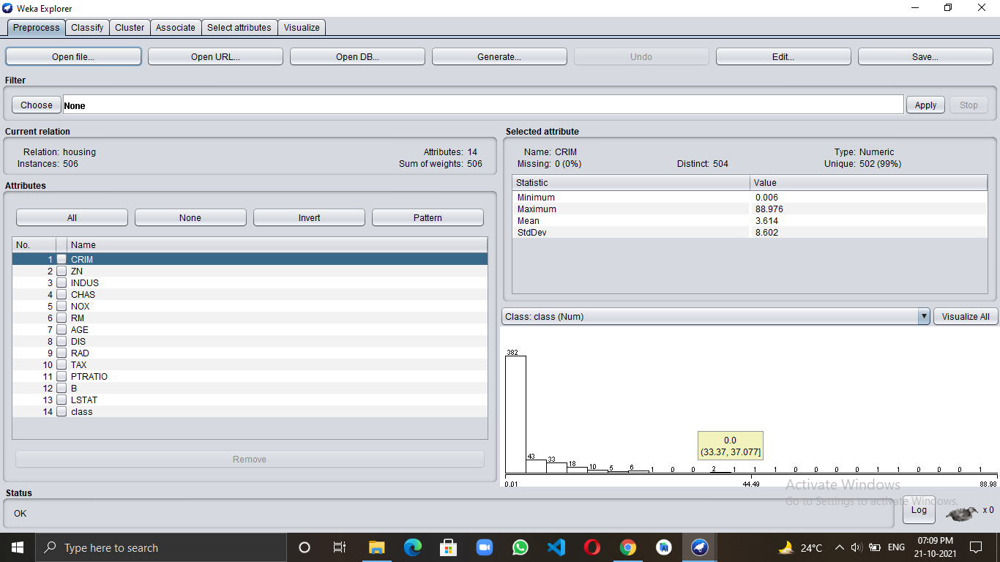 Weka Explorer
Preprocess Classify Cluster Associate Select attributes Visualize
Open file... Open URL... Open DB... Generate... Undo Edit... Save...
Filter
Choose None Apply Stop
Current relation
Relation: housing Attributes: 14
Instances: 506 Sum of weights: 506
Attributes
All None Invert Pattern
No. Name
1 CRIM
2 ZN
3 INDUS
4 CHAS
5 NOX
6 RM
7 AGE
8 DIS
9 RAD
10 TAX
11 PTRATIO
12 B
13 LSTAT
14 class
Remove
Selected attribute
Name: CRIM Type: Numeric
Missing: 0 (0%) Distinct: 504 Unique: 502 (99%)
Statistic Value
Minimum 0.006
Maximum 88.976
Mean 3.614
StdDev 8.602
Class: class (Num) Visualize All
382
43 33 18 10 5 6 1 0 0 2 1 1 1 0 0 0 0 1 1 0 0 0 1
0.0
(33.37, 37.077]
0.01 44.49 88.98
Activate Windows
Go to Settings to activate Windows.
Status
OK Log x 0
Type here to search 24°C ENG 07:09 PM
21-10-2021